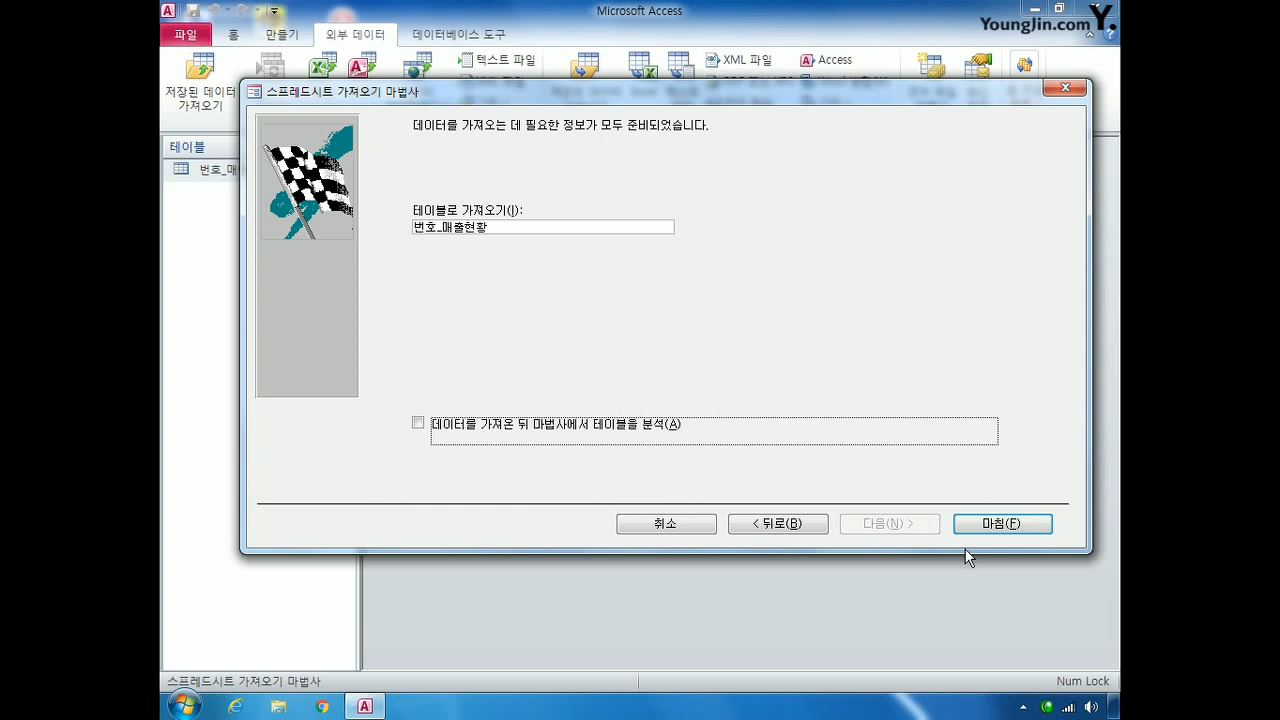 Microsoft Access
YoungJin.com Y.
파일 홈 만들기 외부 데이터 데이터베이스 도구
텍스트 파일
XML 파일
Access
저장된 데이터
가져오기
스프레드시트 가져오기 마법사
데이터를 가져오는 데 필요한 정보가 모두 준비되었습니다.
테이블
번호_매
테이블로 가져오기(I):
번호_매출현황
데이터를 가져온 뒤 마법사에서 테이블을 분석(A)
취소
< 뒤로(B)
다음(N) >
마침(F)
스프레드시트 가져오기 마법사
Num Lock